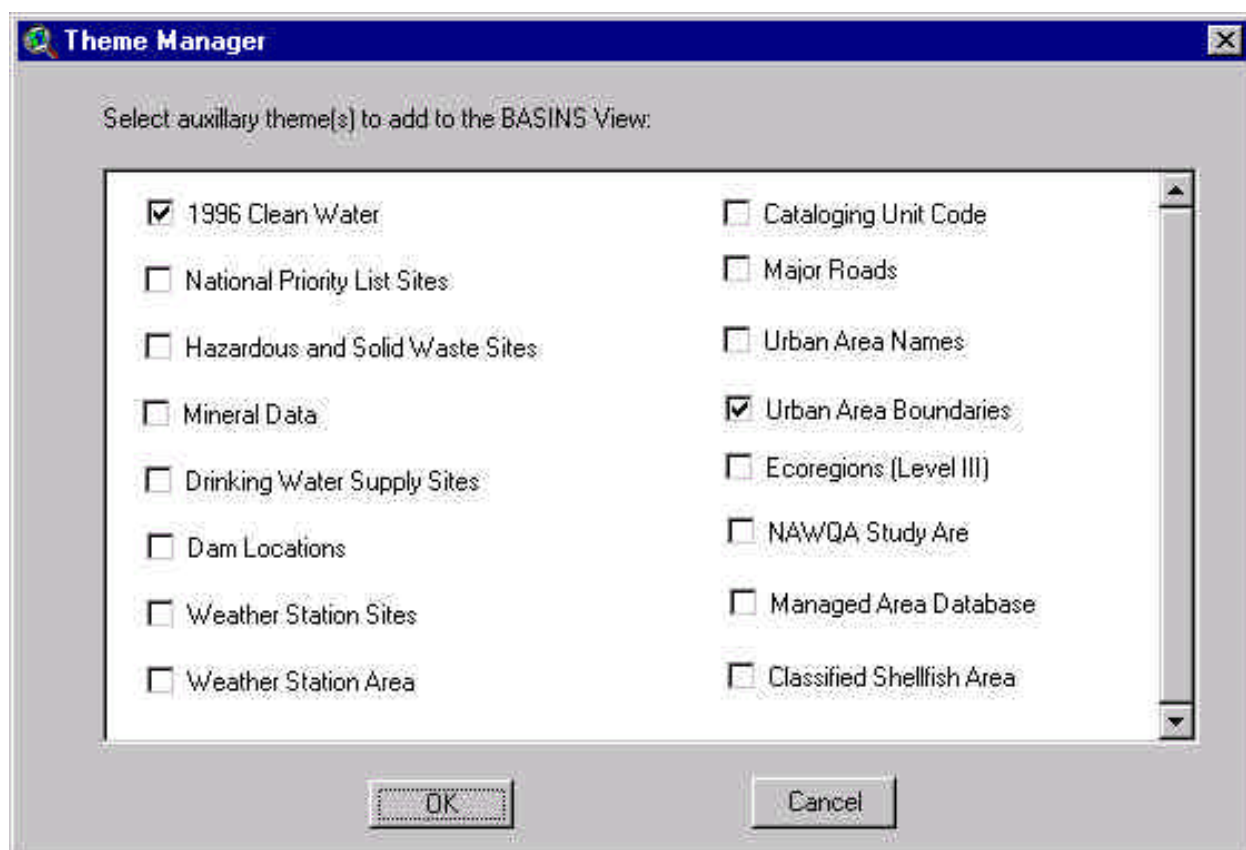 Theme Manager
Select auxillary theme(s) to add to the BASINS View:
1996 Clean Water
National Priority List Sites
Hazardous and Solid Waste Sites
Mineral Data
Drinking Water Supply Sites
Dam Locations
Weather Station Sites
Weather Station Area
Cataloging Unit Code
Major Roads
Urban Area Names
Urban Area Boundaries
Ecoregions (Level III)
NAWQA Study Are
Managed Area Database
Classified Shellfish Area
OK
Cancel